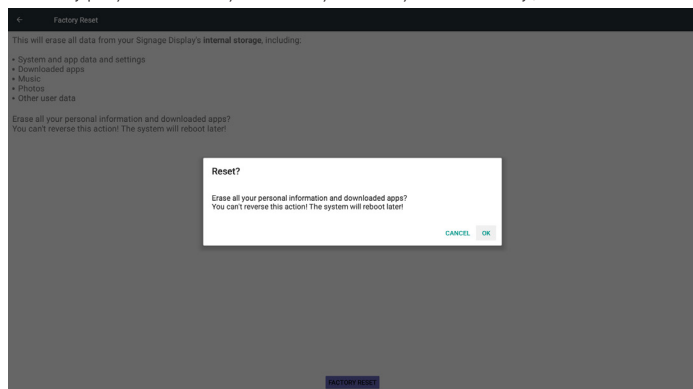 ← Factory Reset
This will erase all data from your Signage Display's internal storage, including:
• System and app data and settings
• Downloaded apps
• Music
• Photos
• Other user data
Erase all your personal information and downloaded apps?
You can't reverse this action! The system will reboot later!
Reset?
Erase all your personal information and downloaded apps?
You can't reverse this action! The system will reboot later!
CANCEL OK
FACTORY RESET